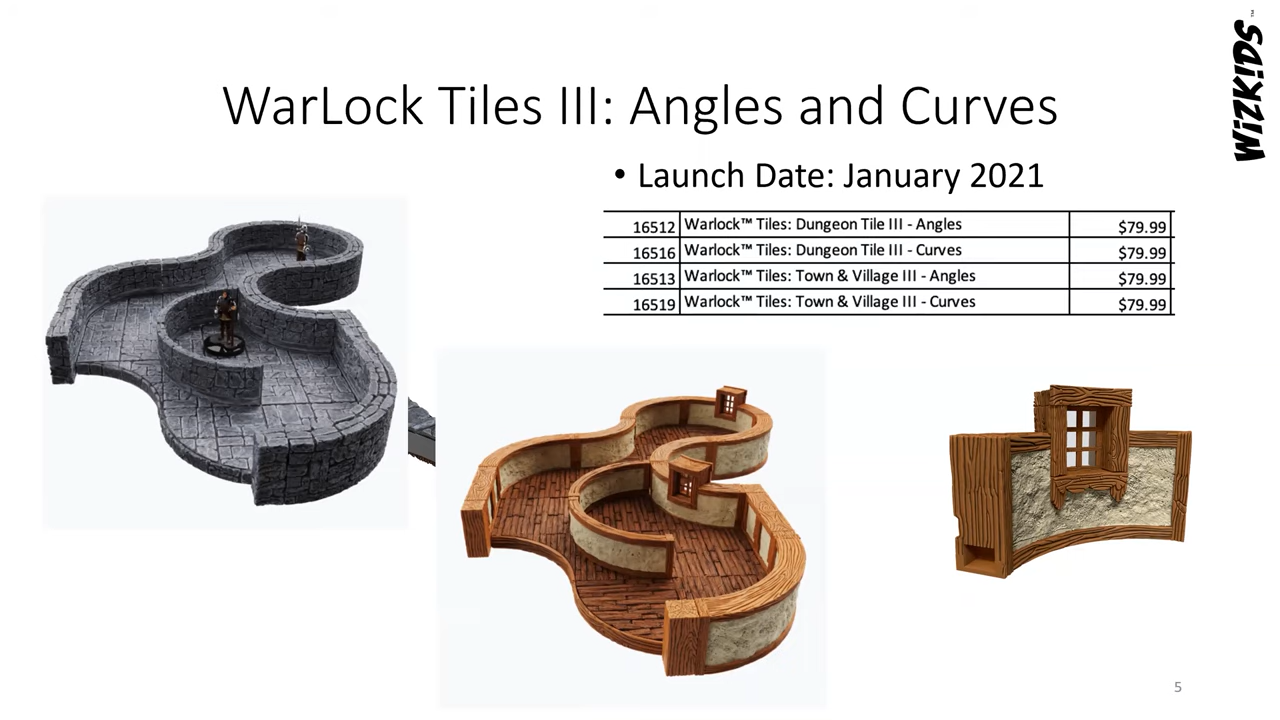 WarLock Tiles III: Angles and Curves
WizKids™
• Launch Date: January 2021
16512 Warlock™ Tiles: Dungeon Tile III - Angles $79.99
16516 Warlock™ Tiles: Dungeon Tile III - Curves $79.99
16513 Warlock™ Tiles: Town & Village III - Angles $79.99
16519 Warlock™ Tiles: Town & Village III - Curves $79.99
5